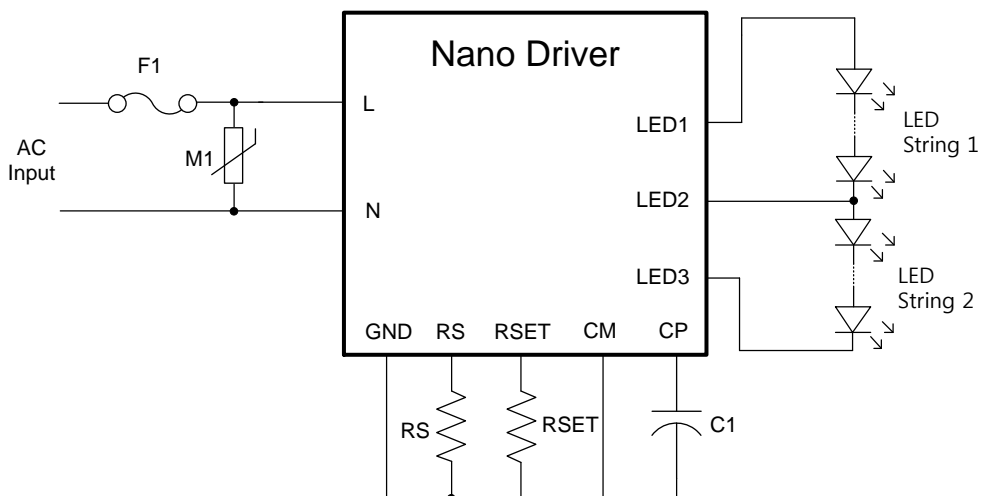 Nano Driver
F1
L
AC
Input
M1
N
LED1
LED2
LED3
LED
String 1
LED
String 2
GND RS RSET CM CP
RS
RSET
C1